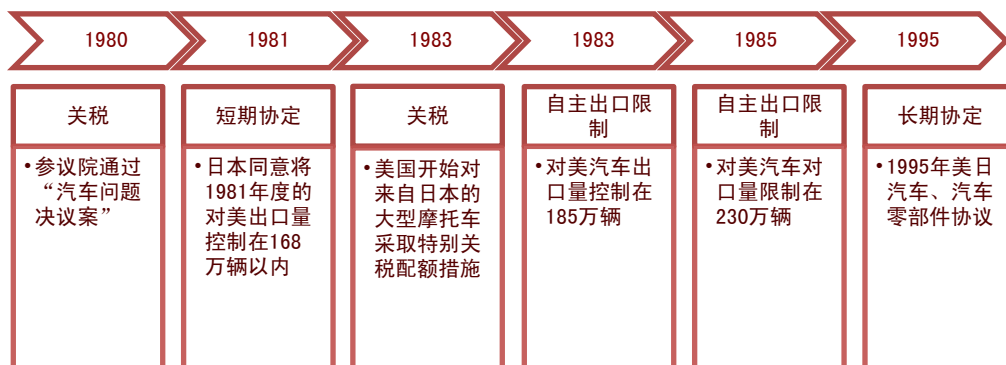 1980
1981
1983
1983
1985
1995
关税
•参议院通过
“汽车问题
决议案”
短期协定
•日本同意将
1981年度的
对美出口量
控制在168
万辆以内
关税
•美国开始对
来自日本的
大型摩托车
采取特别关
税配额措施
自主出口限
制
•对美汽车出
口量控制在
185万辆
自主出口限
制
•对美汽车对
口量限制在
230万辆
长期协定
•1995年美日
汽车、汽车
零部件协议